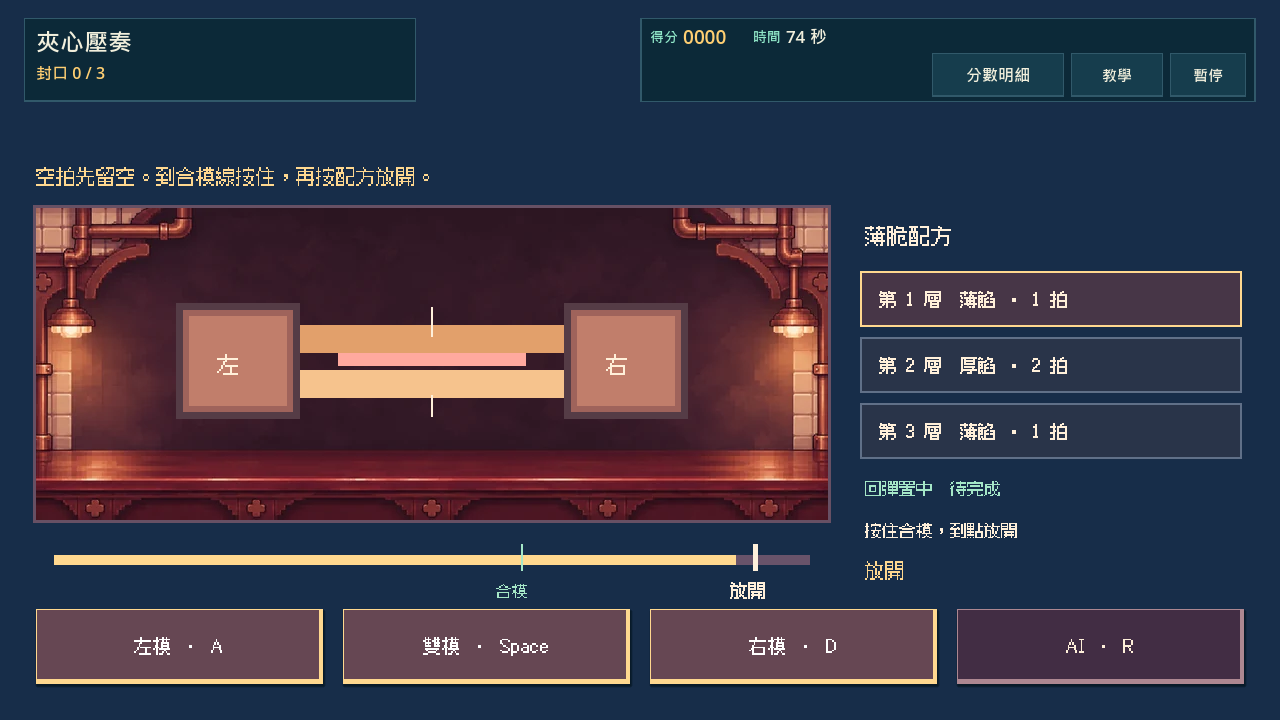 夾心壓奏
封口 0 / 3
得分 0000 時間 74 秒
分數明細 教學 暫停
空拍先留空。到合模線按住，再按配方放開。
左 右
薄脆配方
第 1 層 薄餡 · 1 拍
第 2 層 厚餡 · 2 拍
第 3 層 薄餡 · 1 拍
回彈置中 待完成
按住合模，到點放開
放開
合模 放開
左模 · A
雙模 · Space
右模 · D
AI · R